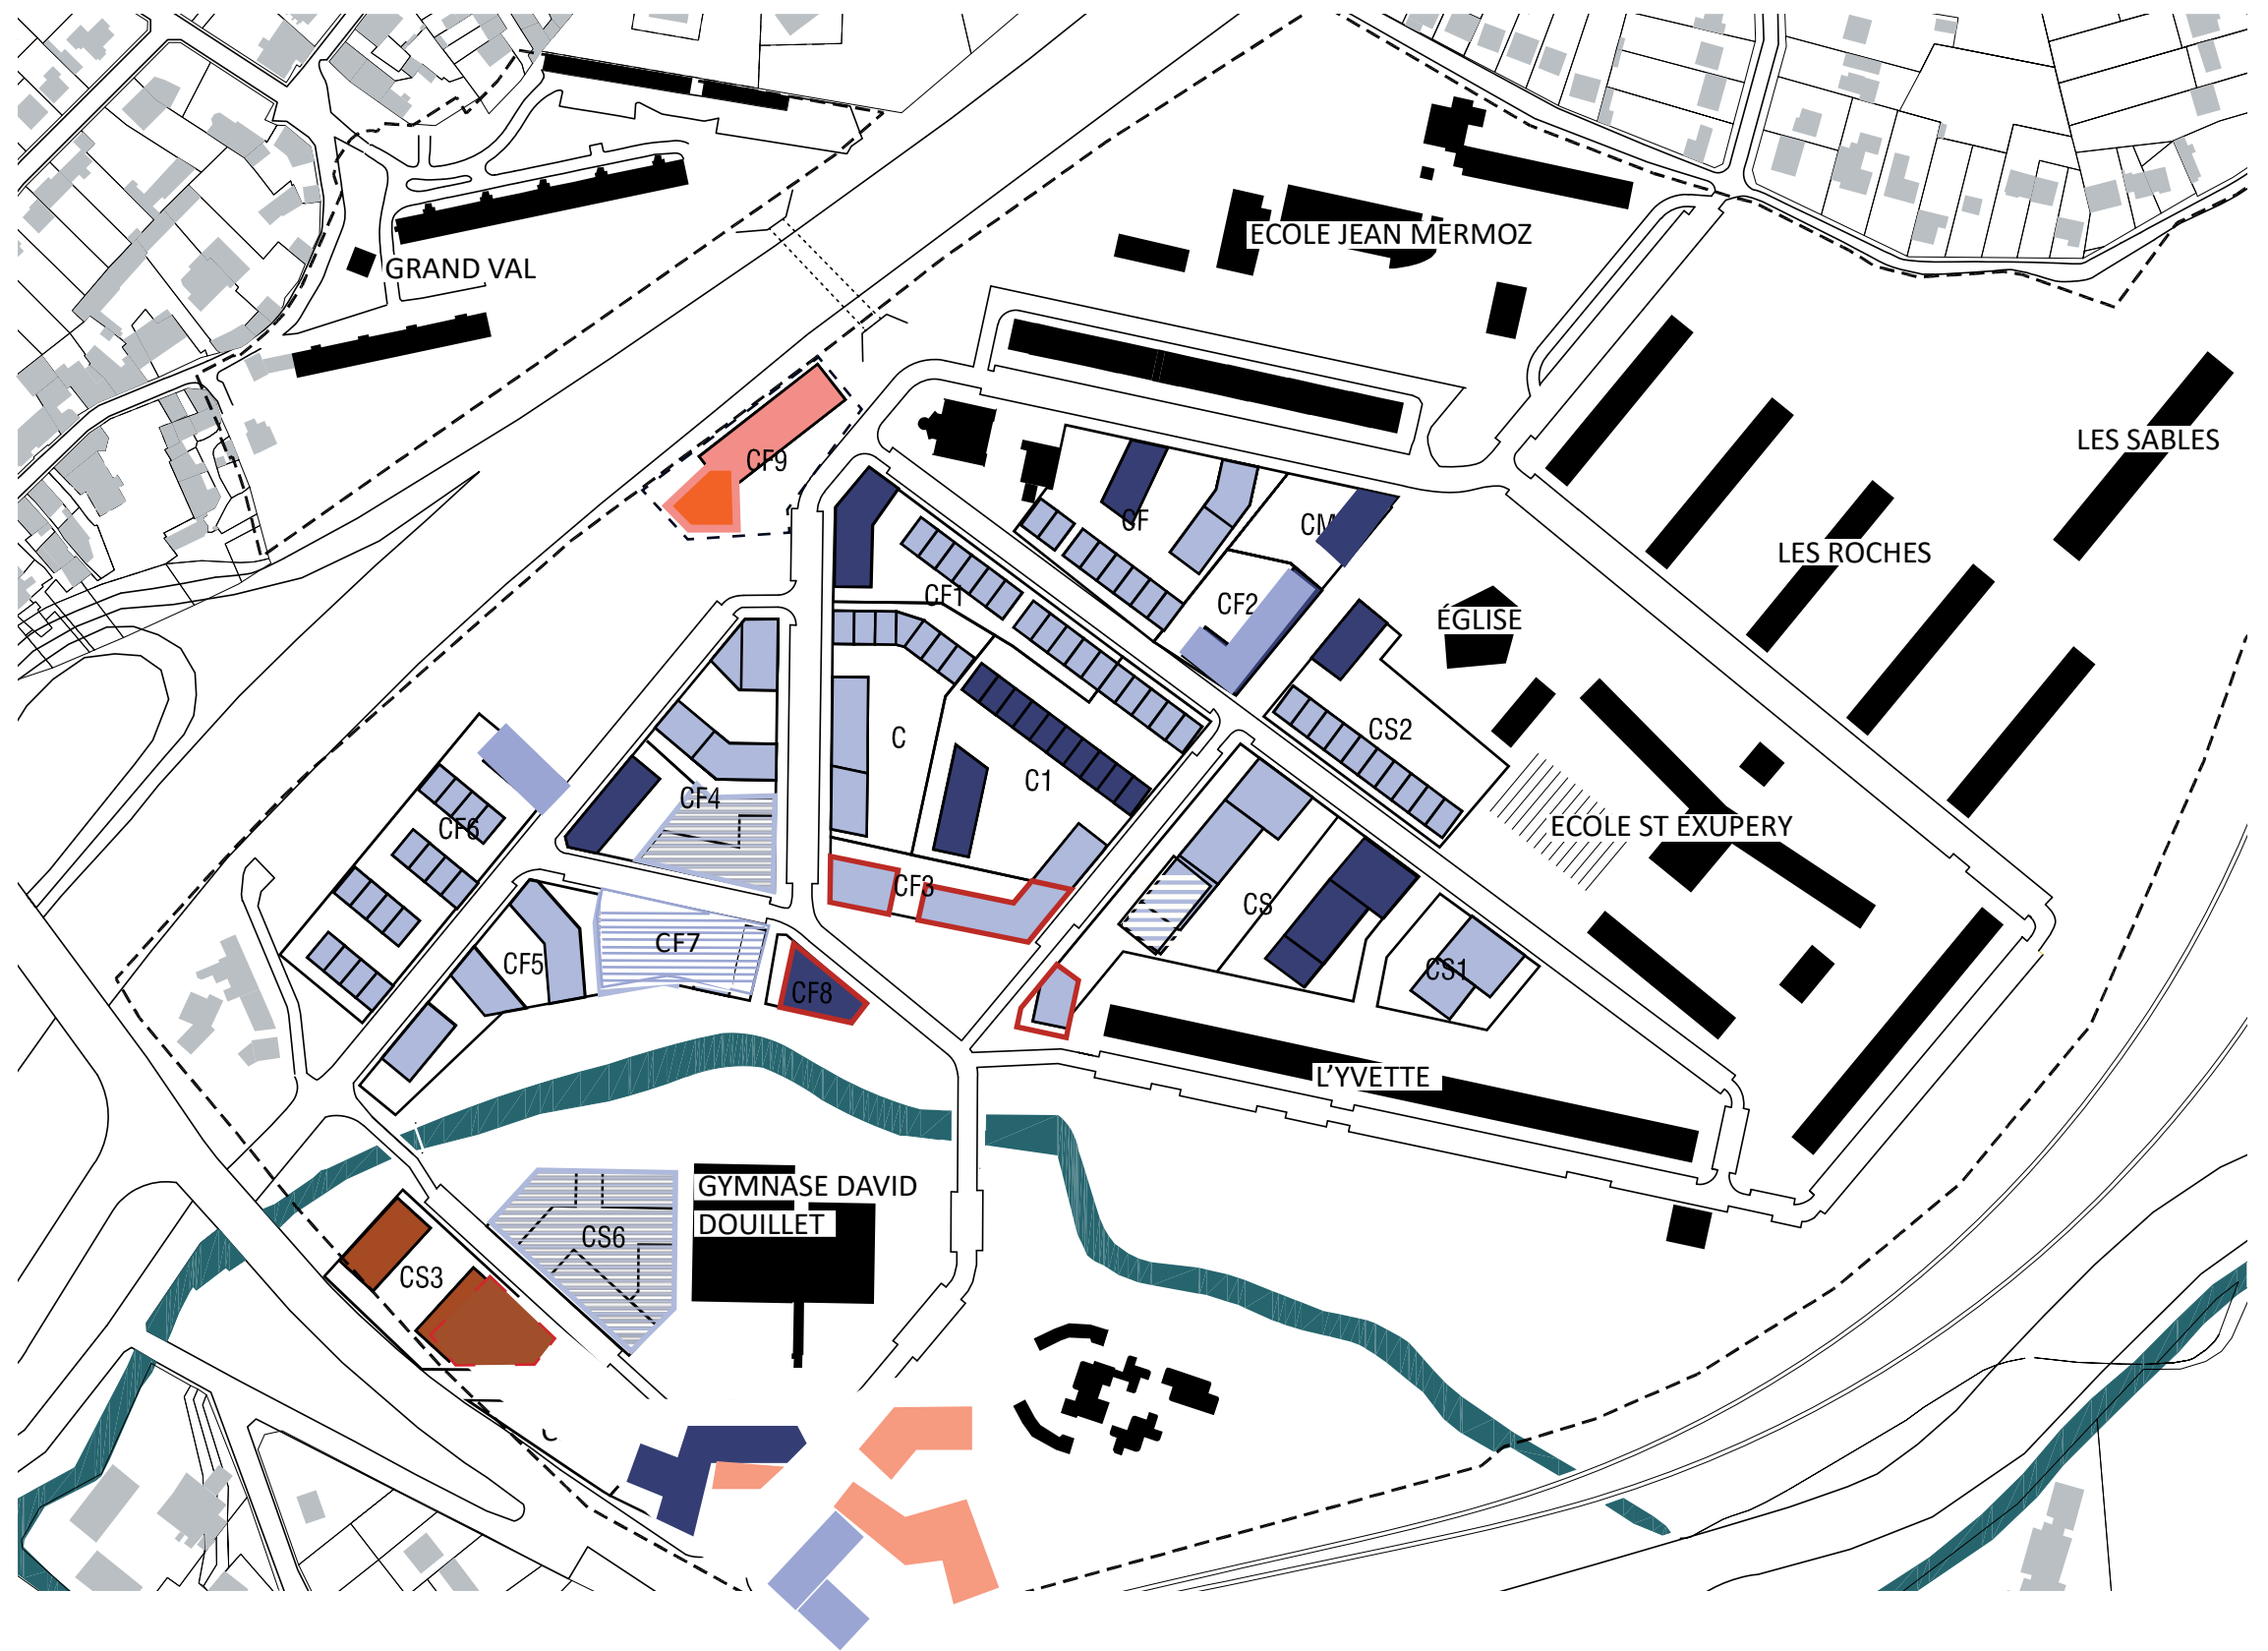 ECOLE JEAN MERMOZ
GRAND VAL
LES SABLES
CF9
CF
LES ROCHES
CF1
CF2
ÉGLISE
CS2
C
C1
CF4
CF6
ECOLE ST EXUPERY
CF3
CS
CF7
CF5
CS1
CF8
L'YVETTE
GYMNASE DAVID
DOUILLET
CS6
CS3